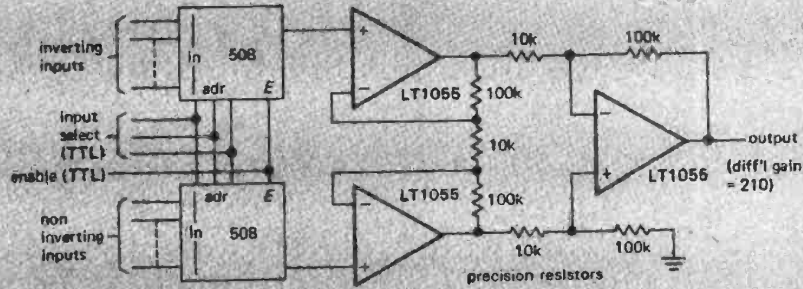 inverting
inputs
In
508
adr
E
input
select
(TTL)
enable (TTL)
adr
E
508
In
non
inverting
inputs
+
−
LT1055
100k
10k
100k
LT1055
−
+
10k
100k
−
+
LT1055
output
(diff'l gain
= 210)
10k
100k
precision resistors